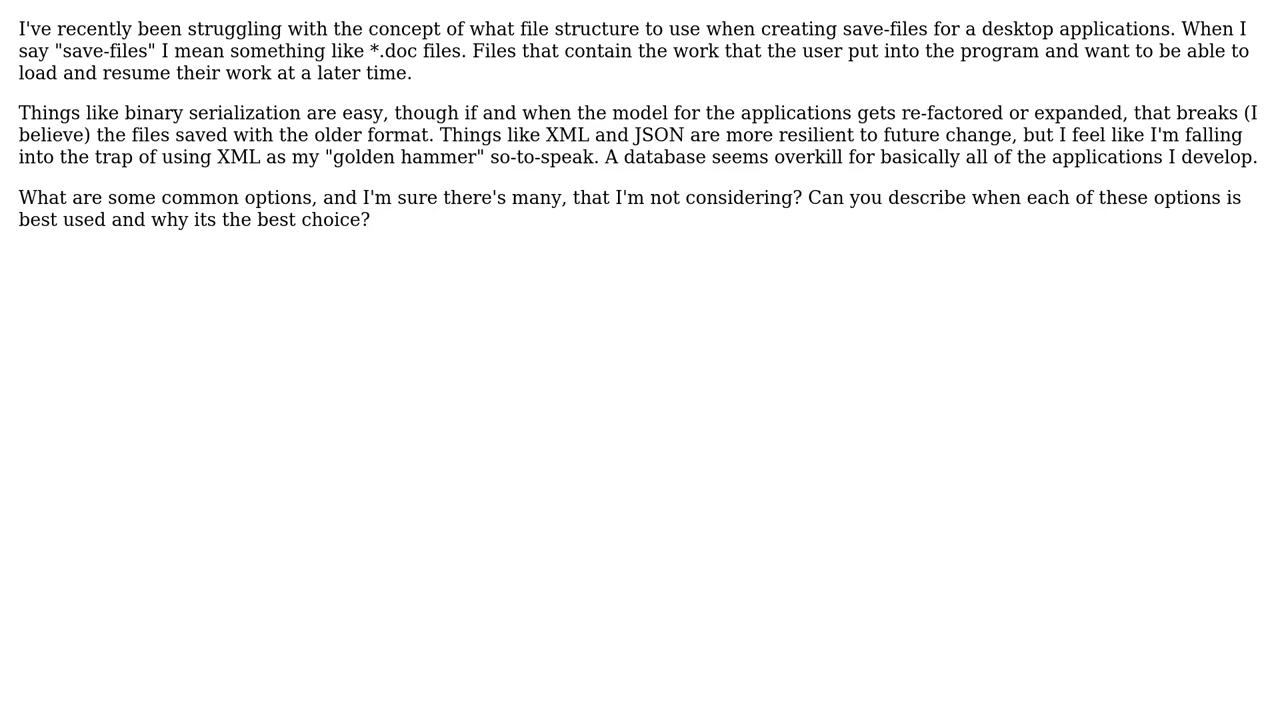 I've recently been struggling with the concept of what file structure to use when creating save-files for a desktop applications. When I
say "save-files" I mean something like *.doc files. Files that contain the work that the user put into the program and want to be able to
load and resume their work at a later time.
Things like binary serialization are easy, though if and when the model for the applications gets re-factored or expanded, that breaks (I
believe) the files saved with the older format. Things like XML and JSON are more resilient to future change, but I feel like I'm falling
into the trap of using XML as my "golden hammer" so-to-speak. A database seems overkill for basically all of the applications I develop.
What are some common options, and I'm sure there's many, that I'm not considering? Can you describe when each of these options is
best used and why its the best choice?